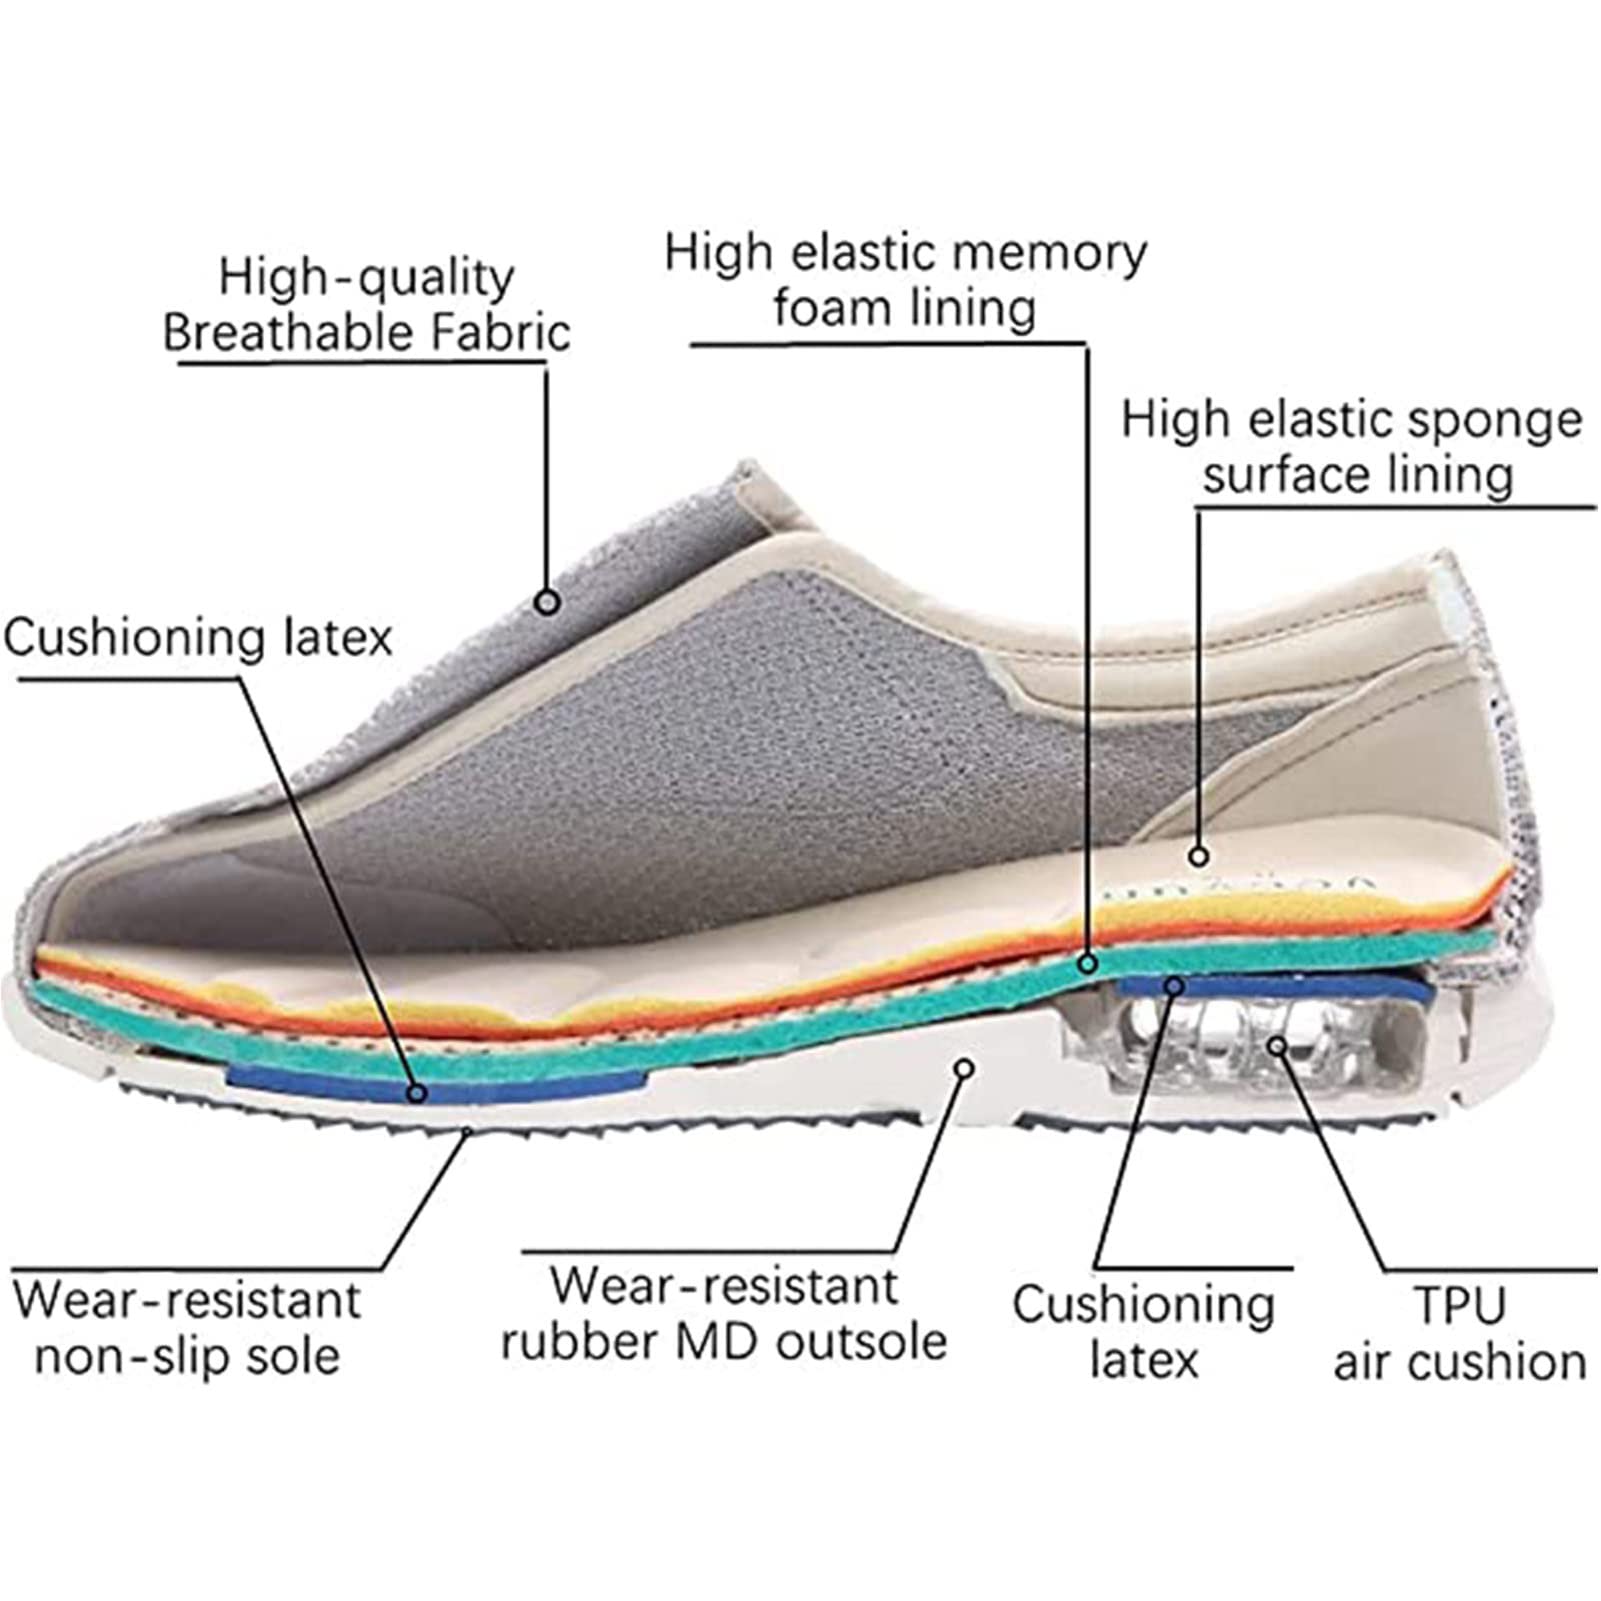 High elastic memory
foam lining
High-quality
Breathable Fabric
High elastic sponge
surface lining
Cushioning latex
Wear-resistant
non-slip sole
Wear-resistant
rubber MD outsole
Cushioning
latex
TPU
air cushion